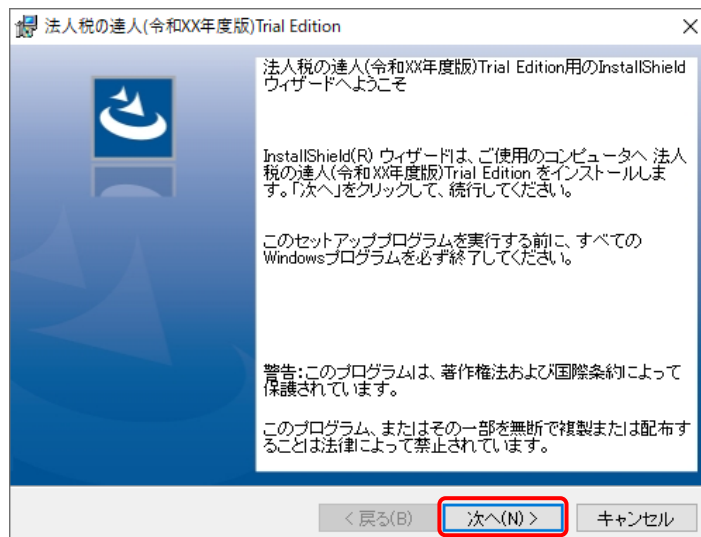 法人税の達人(令和XX年度版)Trial Edition
法人税の達人(令和XX年度版)Trial Edition用のInstallShield
ウィザードへようこそ
InstallShield(R) ウィザードは、ご使用のコンピュータへ 法人
税の達人(令和XX年度版)Trial Edition をインストールしま
す。「次へ」をクリックして、続行してください。
このセットアッププログラムを実行する前に、すべての
Windowsプログラムを必ず終了してください。
警告:このプログラムは、著作権法および国際条約によって
保護されています。
このプログラム、またはその一部を無断で複製または配布す
ることは法律によって禁止されています。
< 戻る(B)
次へ(N) >
キャンセル